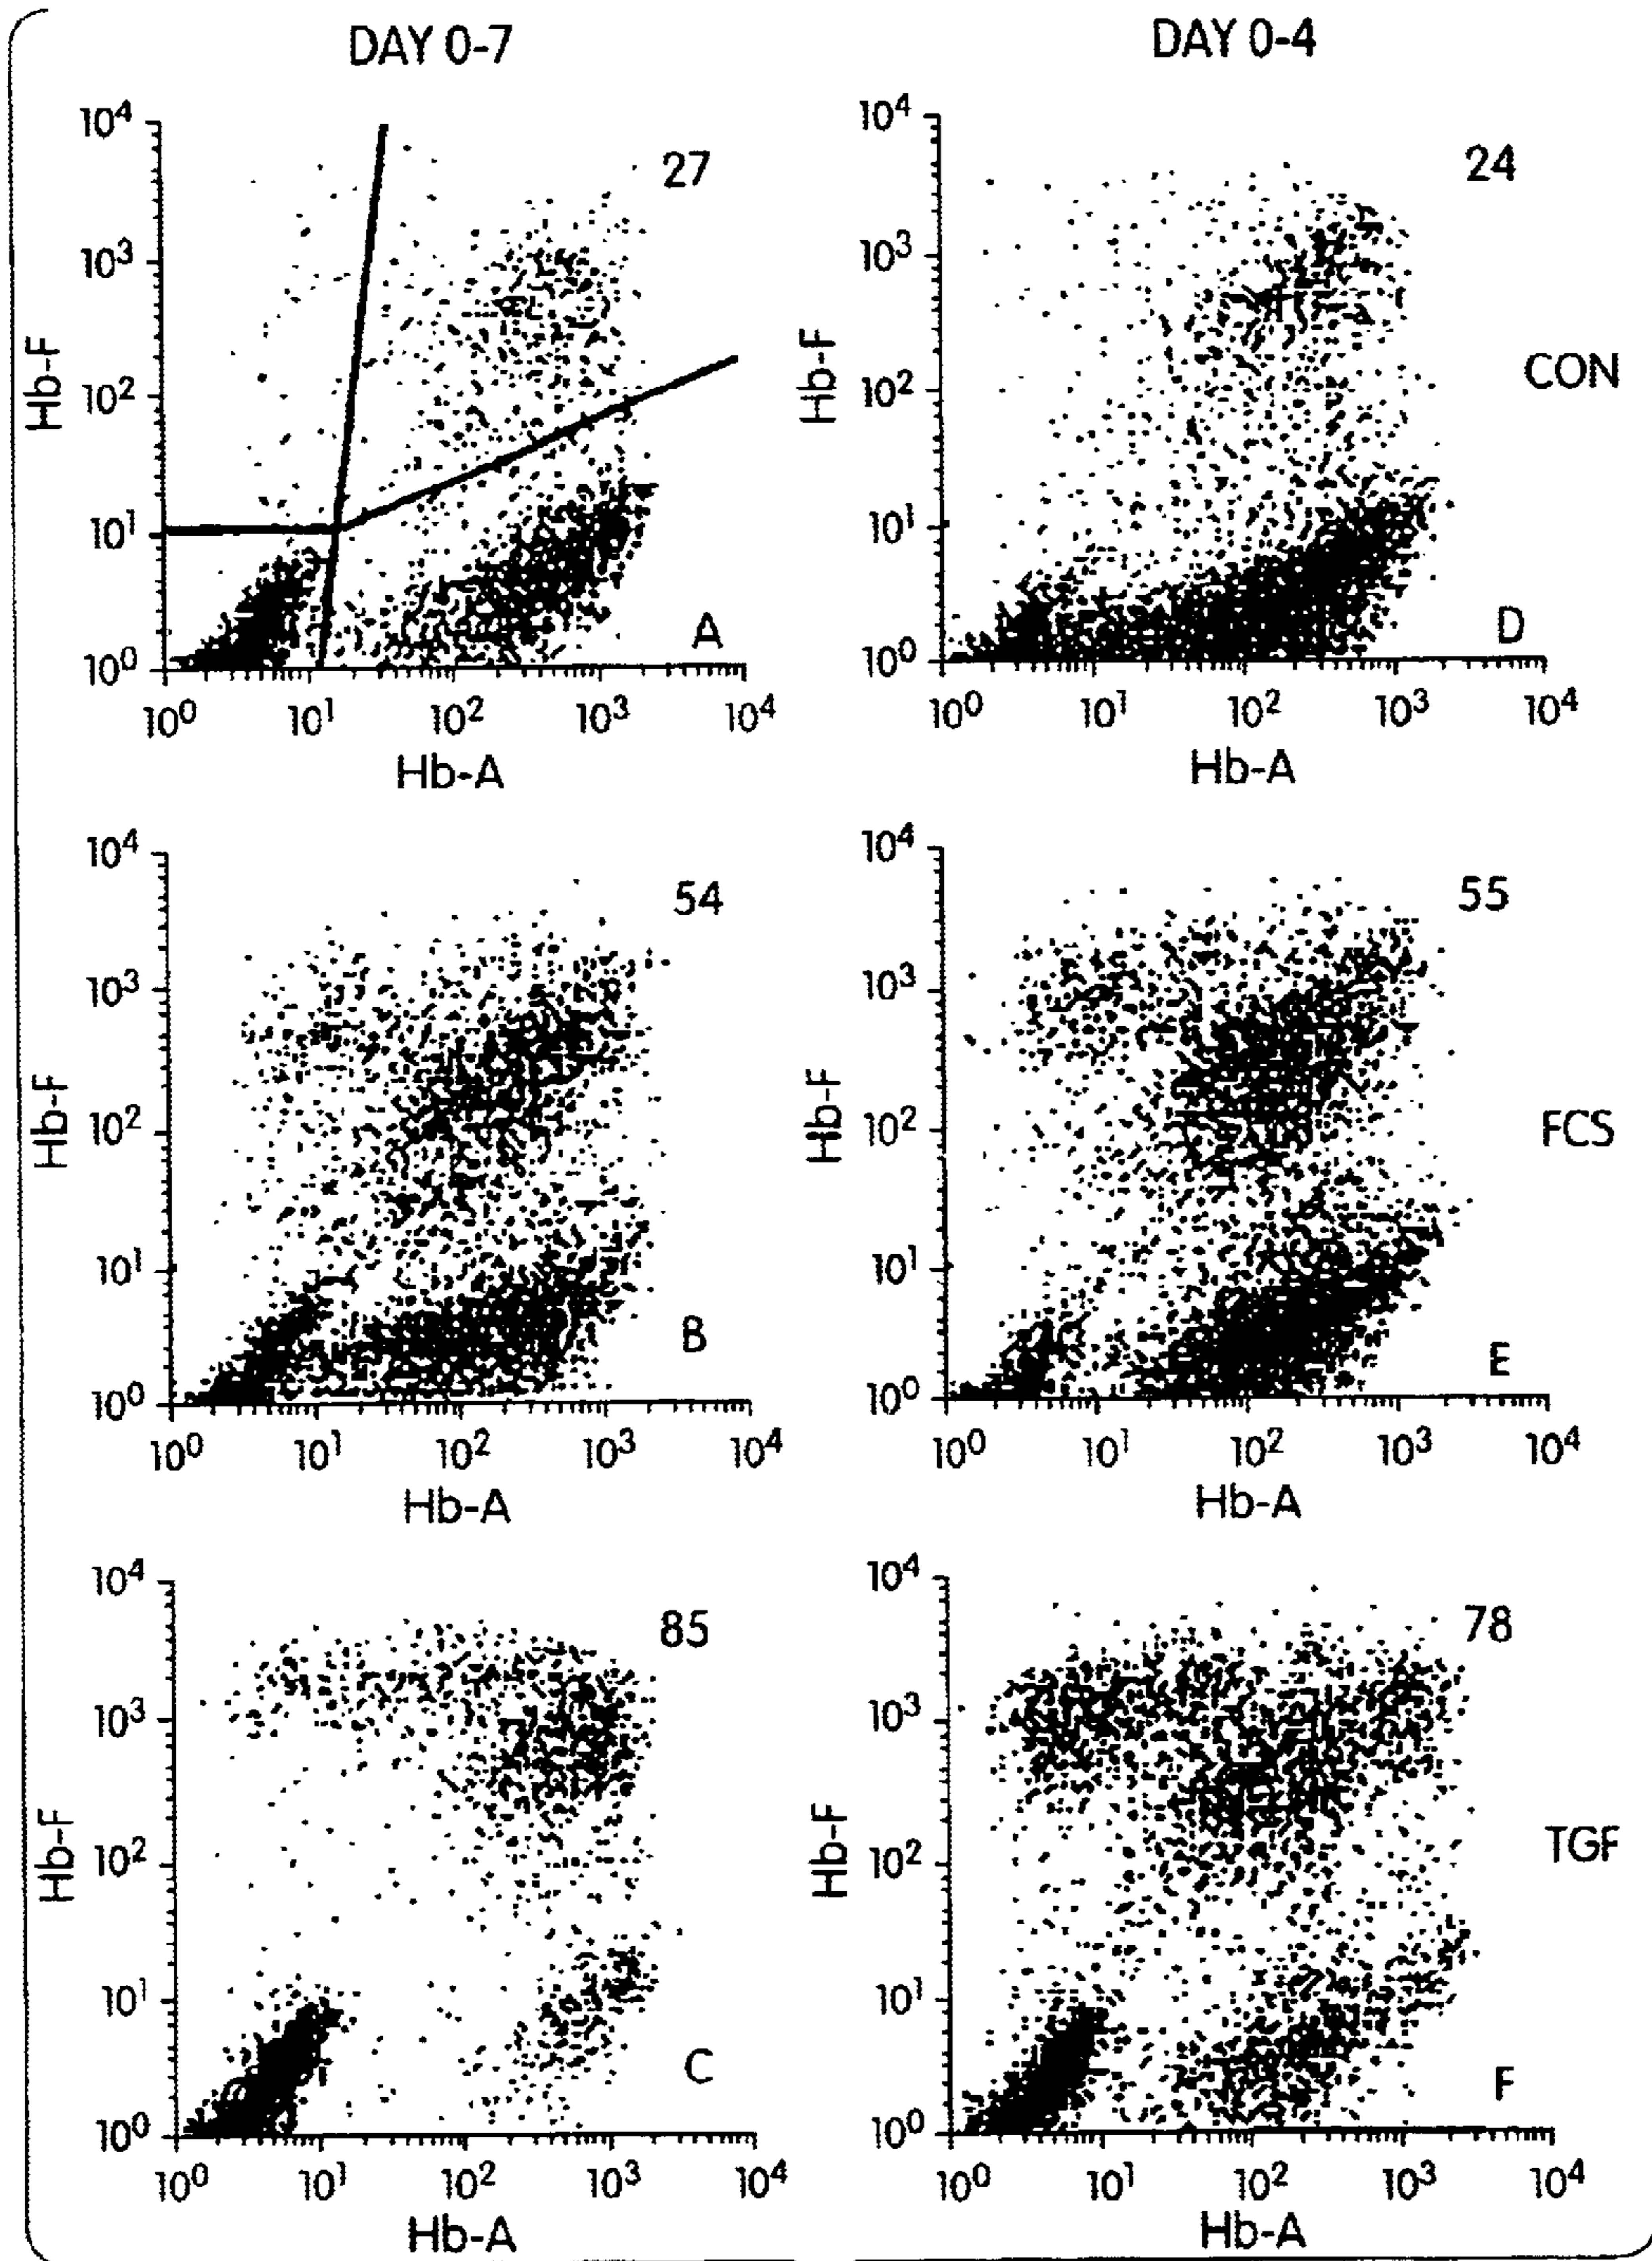 DAY 0-7
DAY 0-4
10⁴
10³
10²
10¹
10⁰
Hb-F
27
A
10⁰ 10¹ 10² 10³ 10⁴
Hb-A
10⁴
10³
10²
10¹
10⁰
Hb-F
24
CON
D
10⁰ 10¹ 10² 10³ 10⁴
Hb-A
10⁴
10³
10²
10¹
10⁰
Hb-F
54
B
10⁰ 10¹ 10² 10³ 10⁴
Hb-A
10⁴
10³
10²
10¹
10⁰
Hb-F
55
FCS
E
10⁰ 10¹ 10² 10³ 10⁴
Hb-A
10⁴
10³
10²
10¹
10⁰
Hb-F
85
C
10⁰ 10¹ 10² 10³ 10⁴
Hb-A
10⁴
10³
10²
10¹
10⁰
Hb-F
78
TGF
F
10⁰ 10¹ 10² 10³ 10⁴
Hb-A